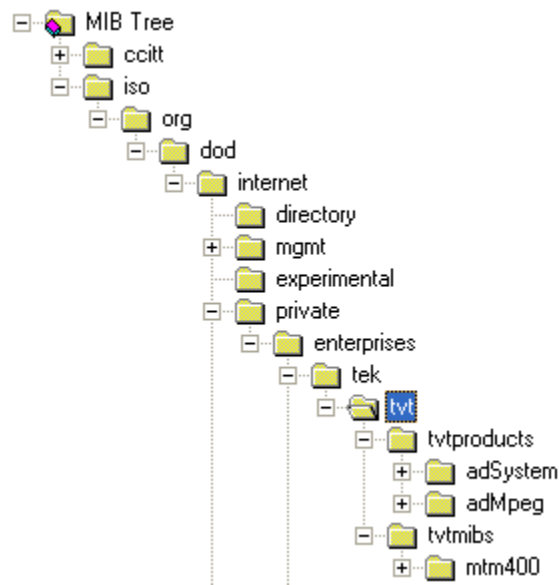 MIB Tree
ccitt
iso
org
dod
internet
directory
mgmt
experimental
private
enterprises
tek
tvt
tvtproducts
adSystem
adMpeg
tvtmibs
mtm400